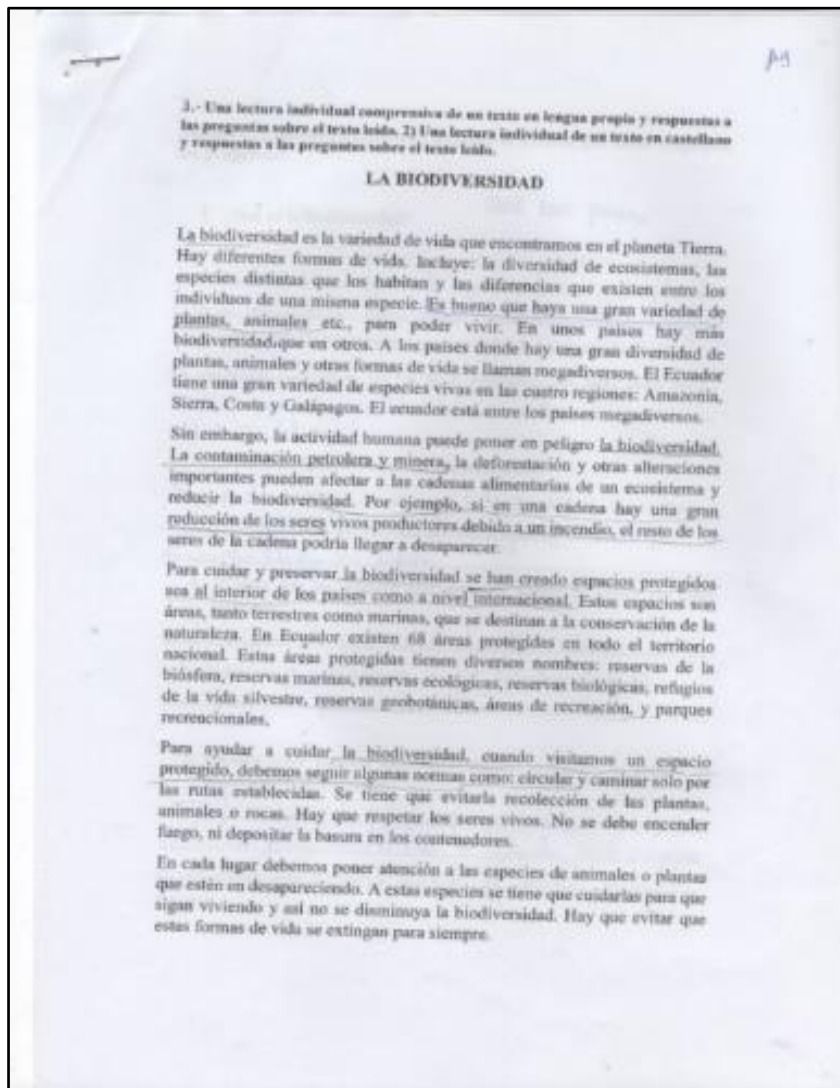 A9
3.- Una lectura individual comprensiva de un texto en lengua propia y respuestas a
las preguntas sobre el texto leído. 2) Una lectura individual de un texto en castellano
y respuestas a las preguntas sobre el texto leído.
LA BIODIVERSIDAD
La biodiversidad es la variedad de vida que encontramos en el planeta Tierra.
Hay diferentes formas de vida. Incluye: la diversidad de ecosistemas, las
especies distintas que los habitan y las diferencias que existen entre los
individuos de una misma especie. Es bueno que haya una gran variedad de
plantas, animales etc., para poder vivir. En unos países hay más
biodiversidad que en otros. A los países donde hay una gran diversidad de
plantas, animales y otras formas de vida se llaman megadiversos. El Ecuador
tiene una gran variedad de especies vivas en las cuatro regiones: Amazonía,
Sierra, Costa y Galápagos. El ecuador está entre los países megadiversos.
Sin embargo, la actividad humana puede poner en peligro la biodiversidad.
La contaminación petrolera y minera, la deforestación y otras alteraciones
importantes pueden afectar a las cadenas alimentarias de un ecosistema y
reducir la biodiversidad. Por ejemplo, si en una cadena hay una gran
reducción de los seres vivos productores debido a un incendio, el resto de los
seres de la cadena podría llegar a desaparecer.
Para cuidar y preservar la biodiversidad se han creado espacios protegidos
sea al interior de los países como a nivel internacional. Estos espacios son
áreas, tanto terrestres como marinas, que se destinan a la conservación de la
naturaleza. En Ecuador existen 68 áreas protegidas en todo el territorio
nacional. Estas áreas protegidas tienen diversos nombres: reservas de la
biósfera, reservas marinas, reservas ecológicas, reservas biológicas, refugios
de la vida silvestre, reservas geobotánicas, áreas de recreación, y parques
recreacionales.
Para ayudar a cuidar la biodiversidad, cuando visitamos un espacio
protegido, debemos seguir algunas normas como: circular y caminar solo por
las rutas establecidas. Se tiene que evitarla recolección de las plantas,
animales o rocas. Hay que respetar los seres vivos. No se debe encender
fuego, ni depositar la basura en los contenedores.
En cada lugar debemos poner atención a las especies de animales o plantas
que estén en desapareciendo. A estas especies se tiene que cuidarlas para que
sigan viviendo y así no se disminuya la biodiversidad. Hay que evitar que
estas formas de vida se extingan para siempre.